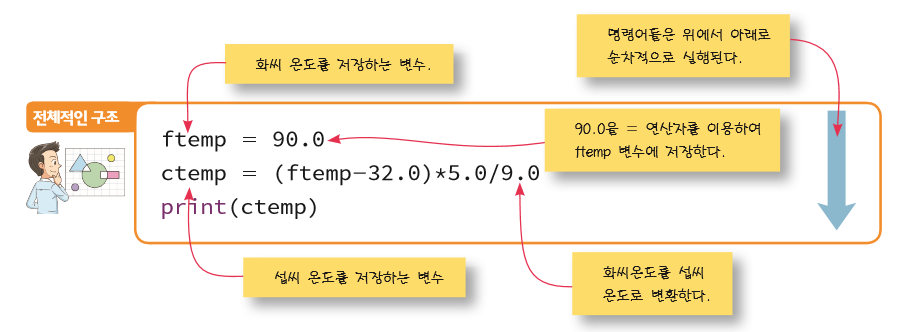 화씨 온도를 저장하는 변수.
명령어들은 위에서 아래로
순차적으로 실행된다.
전체적인 구조
ftemp = 90.0
90.0을 = 연산자를 이용하여
ftemp 변수에 저장한다.
ctemp = (ftemp-32.0)*5.0/9.0
print(ctemp)
섭씨 온도를 저장하는 변수
화씨온도를 섭씨
온도로 변환한다.